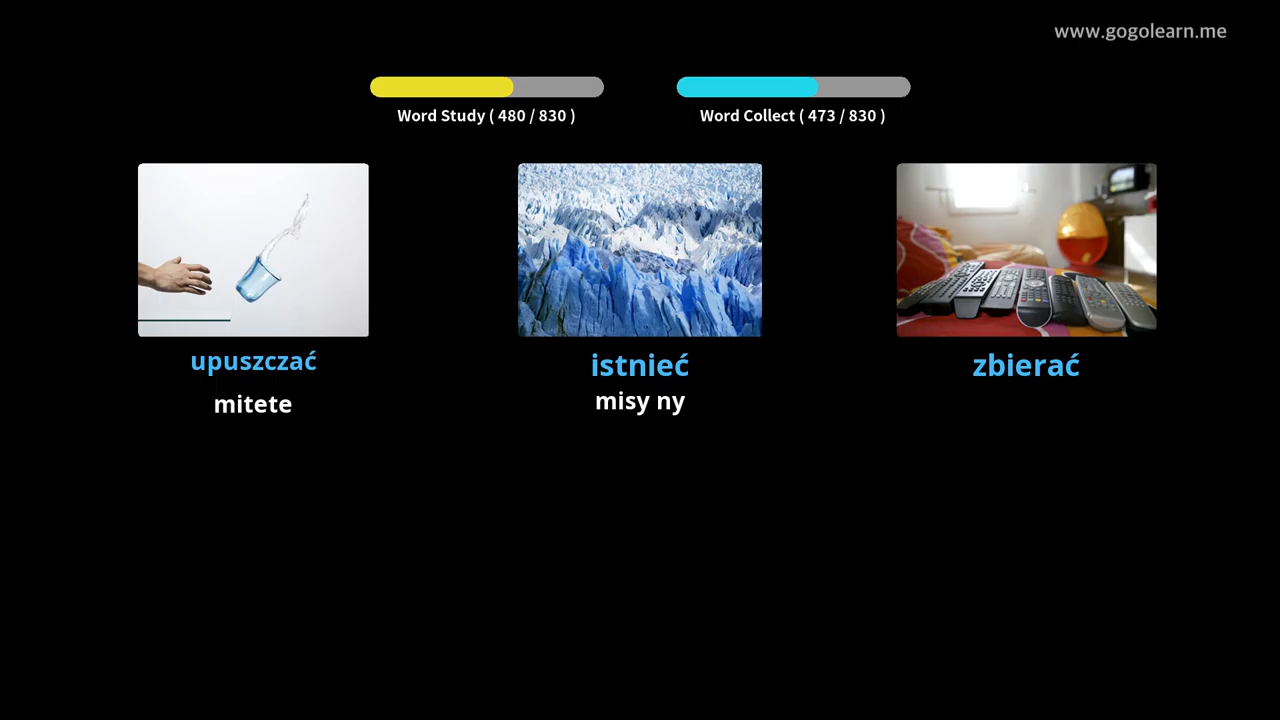 www.gogolearn.me
Word Study ( 480 / 830 )
Word Collect ( 473 / 830 )
upuszczać
mitete
istnieć
misy ny
zbierać